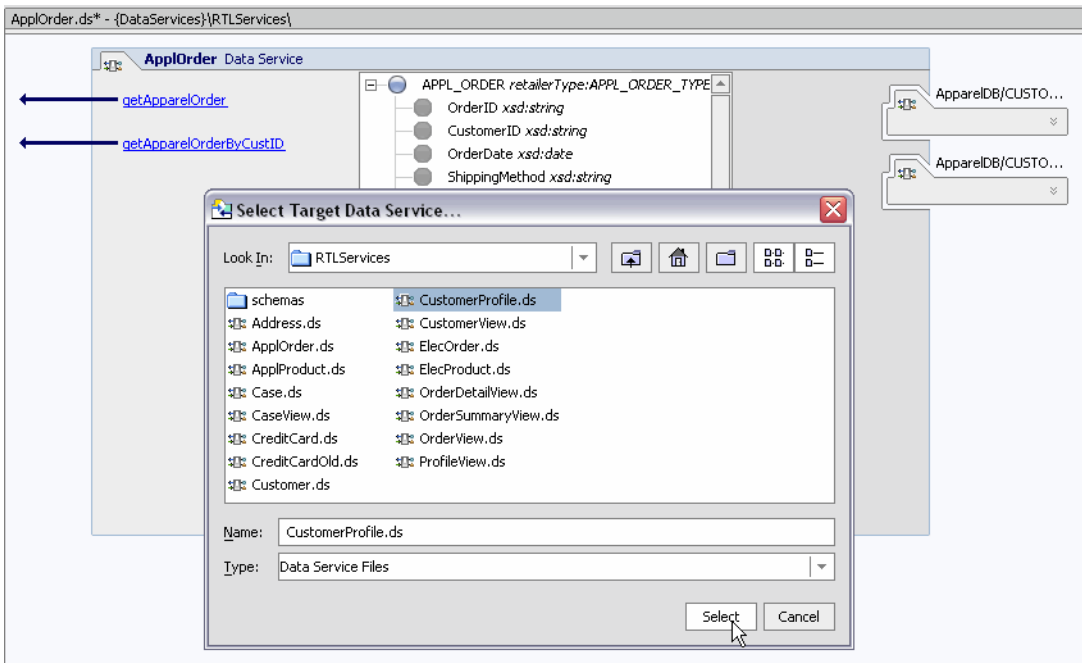 ApplOrder.ds* - {DataServices}\RTLServices\
ApplOrder Data Service
getApparelOrder
getApparelOrderByCustID
APPL_ORDER retailerType:APPL_ORDER_TYPE
OrderID xsd:string
CustomerID xsd:string
OrderDate xsd:date
ShippingMethod xsd:string
ApparelDB/CUSTO...
ApparelDB/CUSTO...
Select Target Data Service...
Look In: RTLServices
schemas
Address.ds
ApplOrder.ds
ApplProduct.ds
Case.ds
CaseView.ds
CreditCard.ds
CreditCardOld.ds
Customer.ds
CustomerProfile.ds
CustomerView.ds
ElecOrder.ds
ElecProduct.ds
OrderDetailView.ds
OrderSummaryView.ds
OrderView.ds
ProfileView.ds
Name: CustomerProfile.ds
Type: Data Service Files
Select Cancel